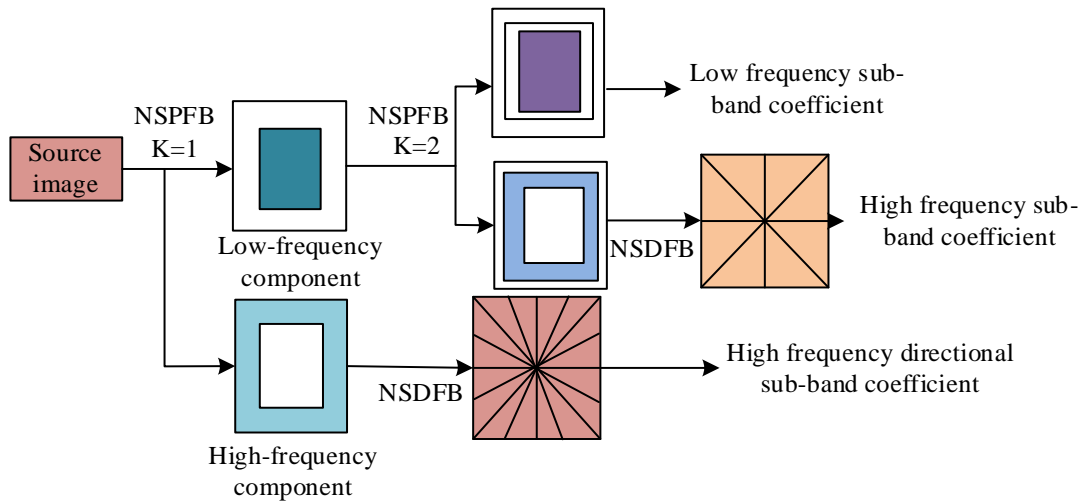 Source
image
NSPFB
K=1
Low-frequency
component
High-frequency
component
NSPFB
K=2
NSDFB
NSDFB
Low frequency sub-
band coefficient
High frequency sub-
band coefficient
High frequency directional
sub-band coefficient